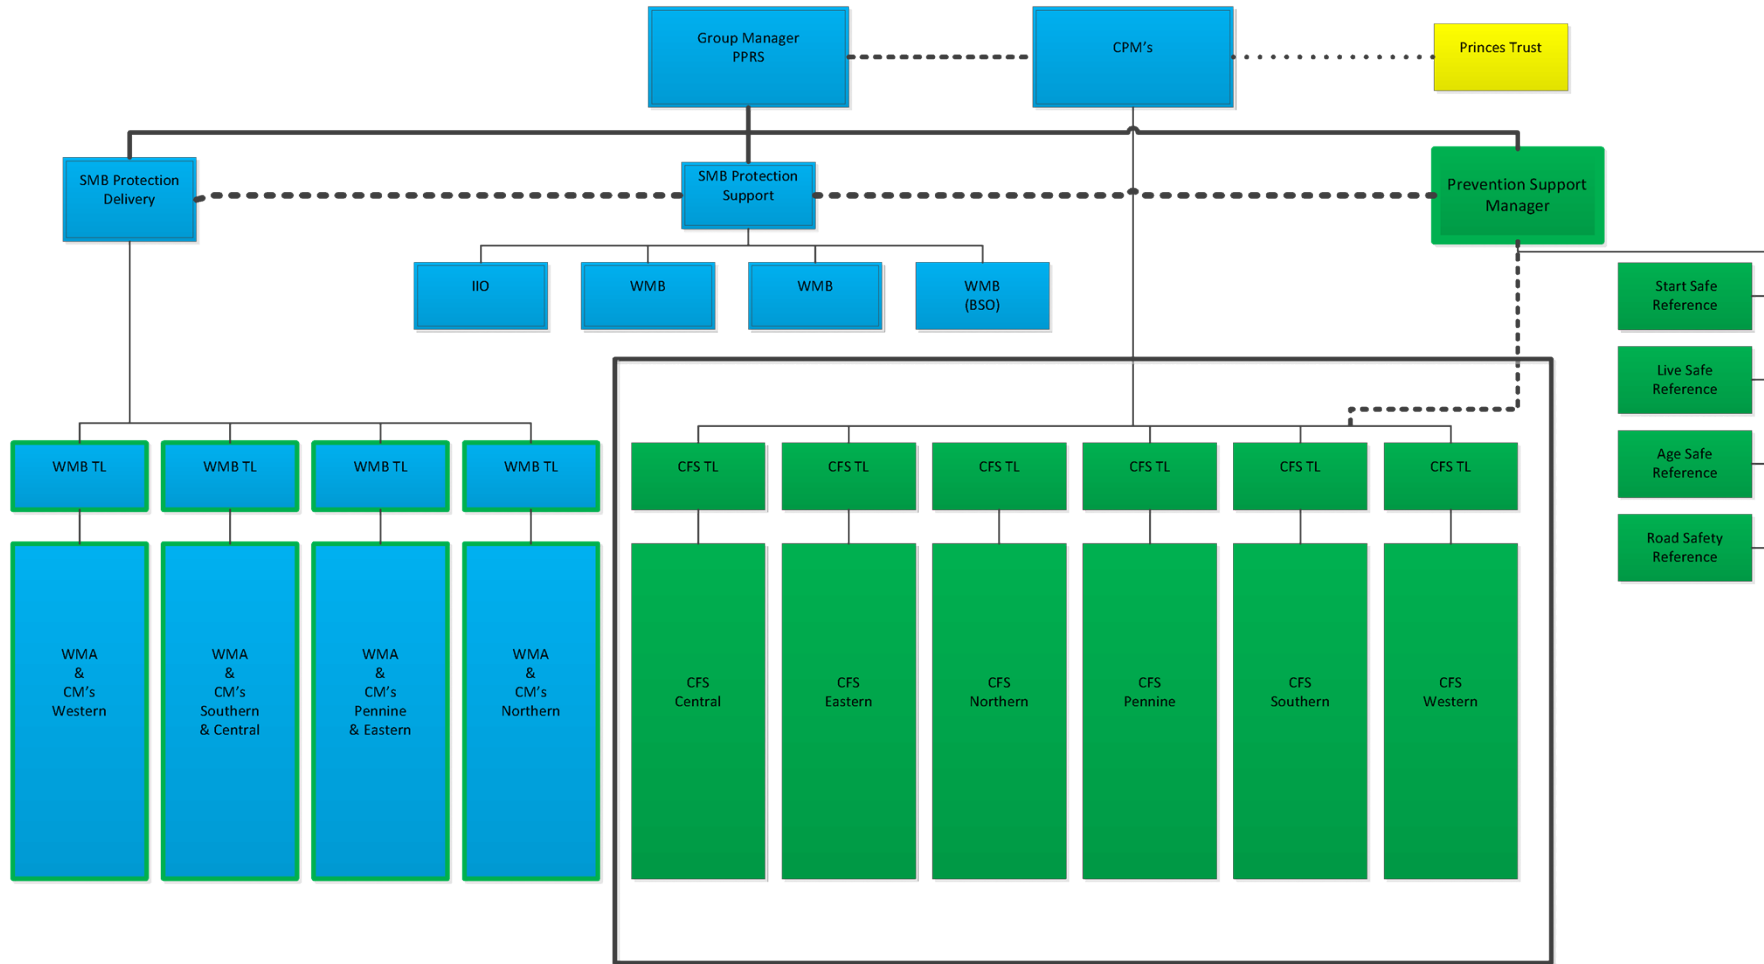 Group Manager
PPRS
CPM's
Princes Trust
SMB Protection
Delivery
SMB Protection
Support
Prevention Support
Manager
IIO
WMB
WMB
WMB
(BSO)
Start Safe
Reference
Live Safe
Reference
Age Safe
Reference
Road Safety
Reference
WMB TL
WMB TL
WMB TL
WMB TL
CFS TL
CFS TL
CFS TL
CFS TL
CFS TL
CFS TL
WMA
&
CM's
Western
WMA
&
CM's
Southern
& Central
WMA
&
CM's
Pennine
& Eastern
WMA
&
CM's
Northern
CFS
Central
CFS
Eastern
CFS
Northern
CFS
Pennine
CFS
Southern
CFS
Western